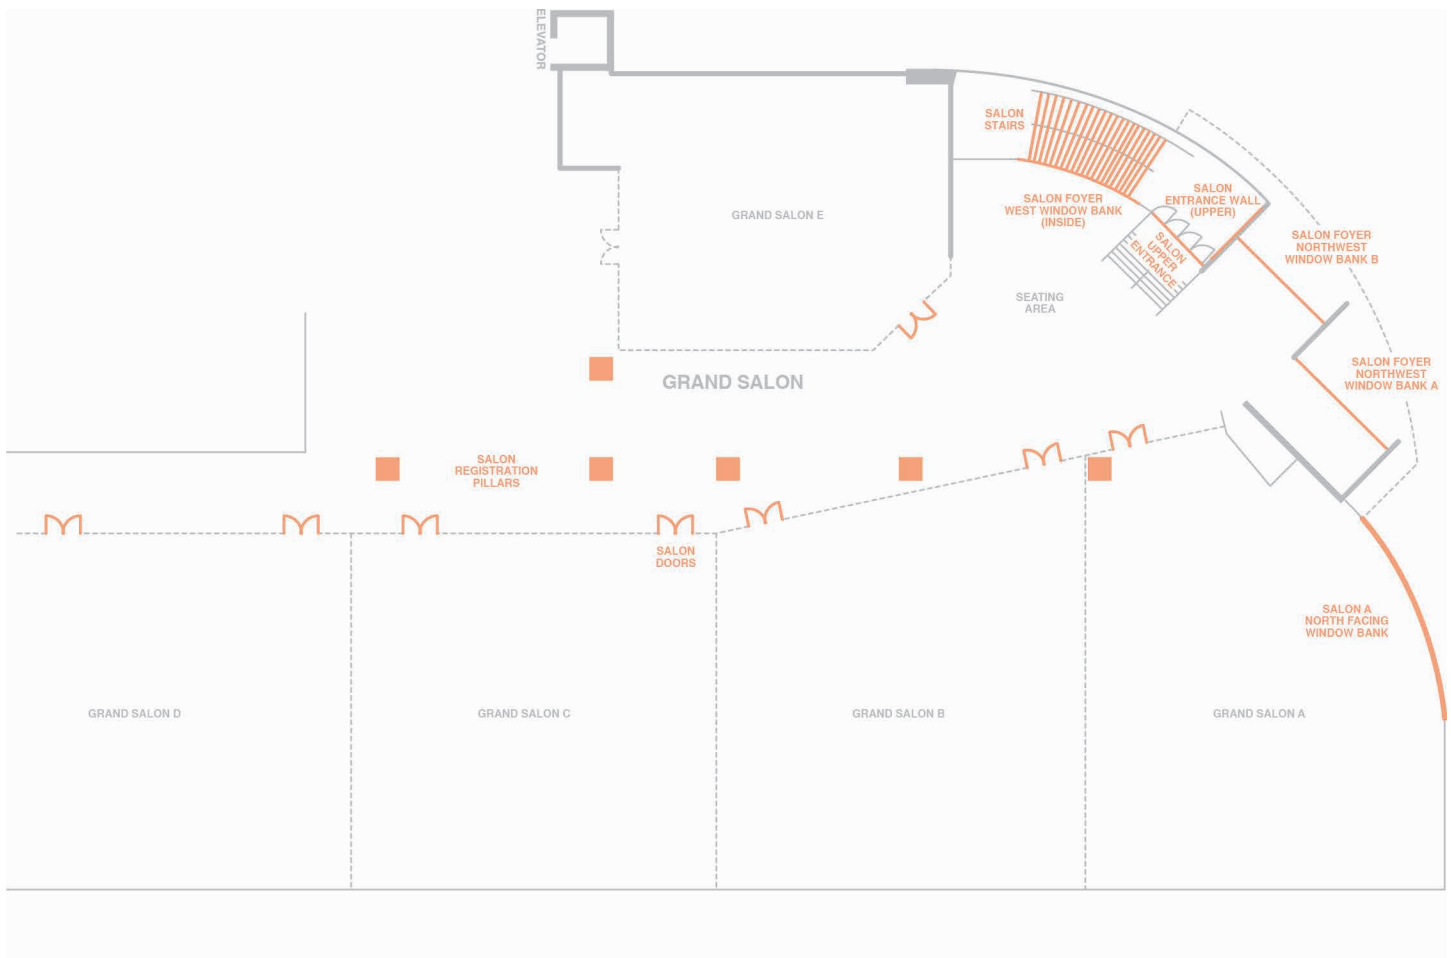 ELEVATOR
SALON
STAIRS
SALON
ENTRANCE WALL
(UPPER)
SALON FOYER
WEST WINDOW BANK
(INSIDE)
GRAND SALON E
SALON
UPPER
ENTRANCE
SALON FOYER
NORTHWEST
WINDOW BANK B
SEATING
AREA
SALON FOYER
NORTHWEST
WINDOW BANK A
GRAND SALON
SALON
REGISTRATION
PILLARS
SALON
DOORS
SALON A
NORTH FACING
WINDOW BANK
GRAND SALON D
GRAND SALON C
GRAND SALON B
GRAND SALON A